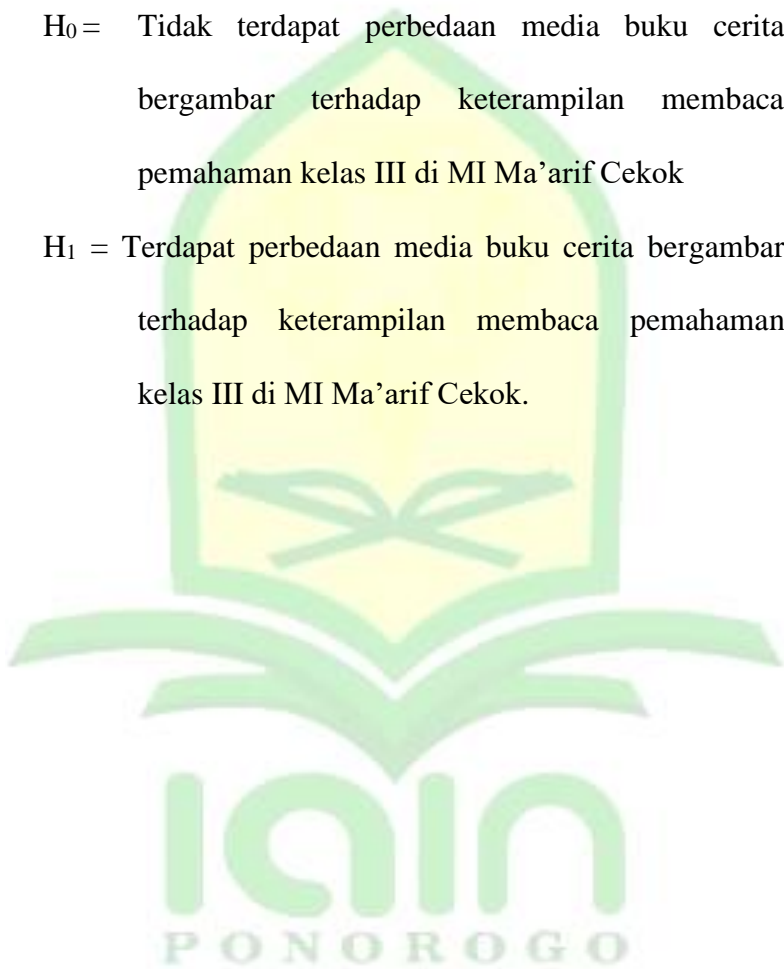 H₀ = Tidak terdapat perbedaan media buku cerita
bergambar terhadap keterampilan membaca
pemahaman kelas III di MI Ma’arif Cekok
H₁ = Terdapat perbedaan media buku cerita bergambar
terhadap keterampilan membaca pemahaman
kelas III di MI Ma’arif Cekok.
iain
PONOROGO